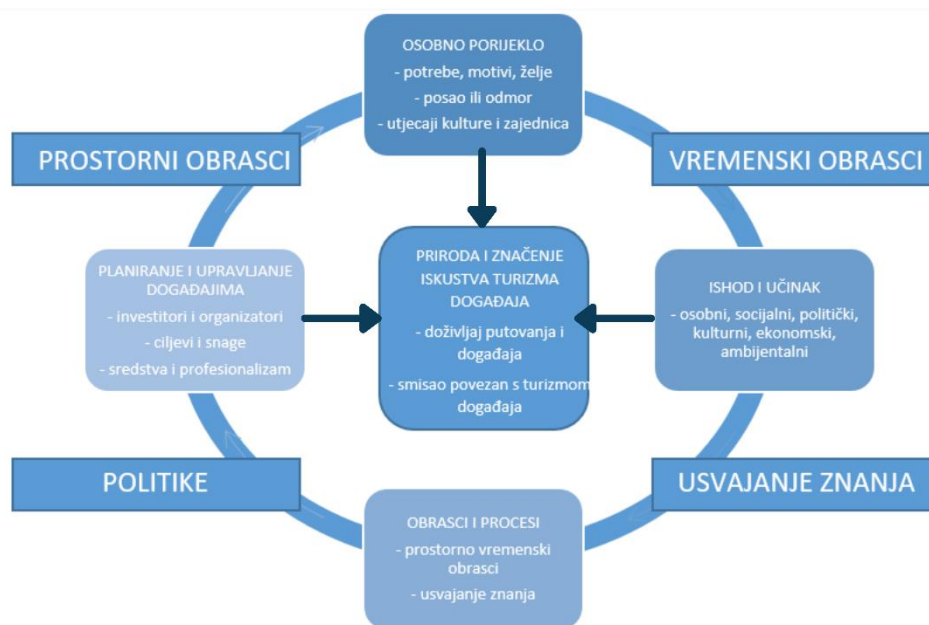 OSOBNO PORIJEKLO
- potrebe, motivi, želje
- posao ili odmor
- utjecaji kulture i zajednica
PROSTORNI OBRASCI
VREMENSKI OBRASCI
PLANIRANJE I UPRAVLJANJE
DOGAĐAJIMA
- investitori i organizatori
- ciljevi i snage
- sredstva i profesionalizam
PRIRODA I ZNAČENJE
ISKUSTVA TURIZMA
DOGAĐAJA
- doživljaj putovanja i
događaja
- smisao povezan s turizmom
događaja
ISHOD I UČINAK
- osobni, socijalni, politički,
kulturni, ekonomski,
ambijentalni
POLITIKE
USVAJANJE ZNANJA
OBRASCI I PROCESI
- prostorno vremenski
obrasci
- usvajanje znanja